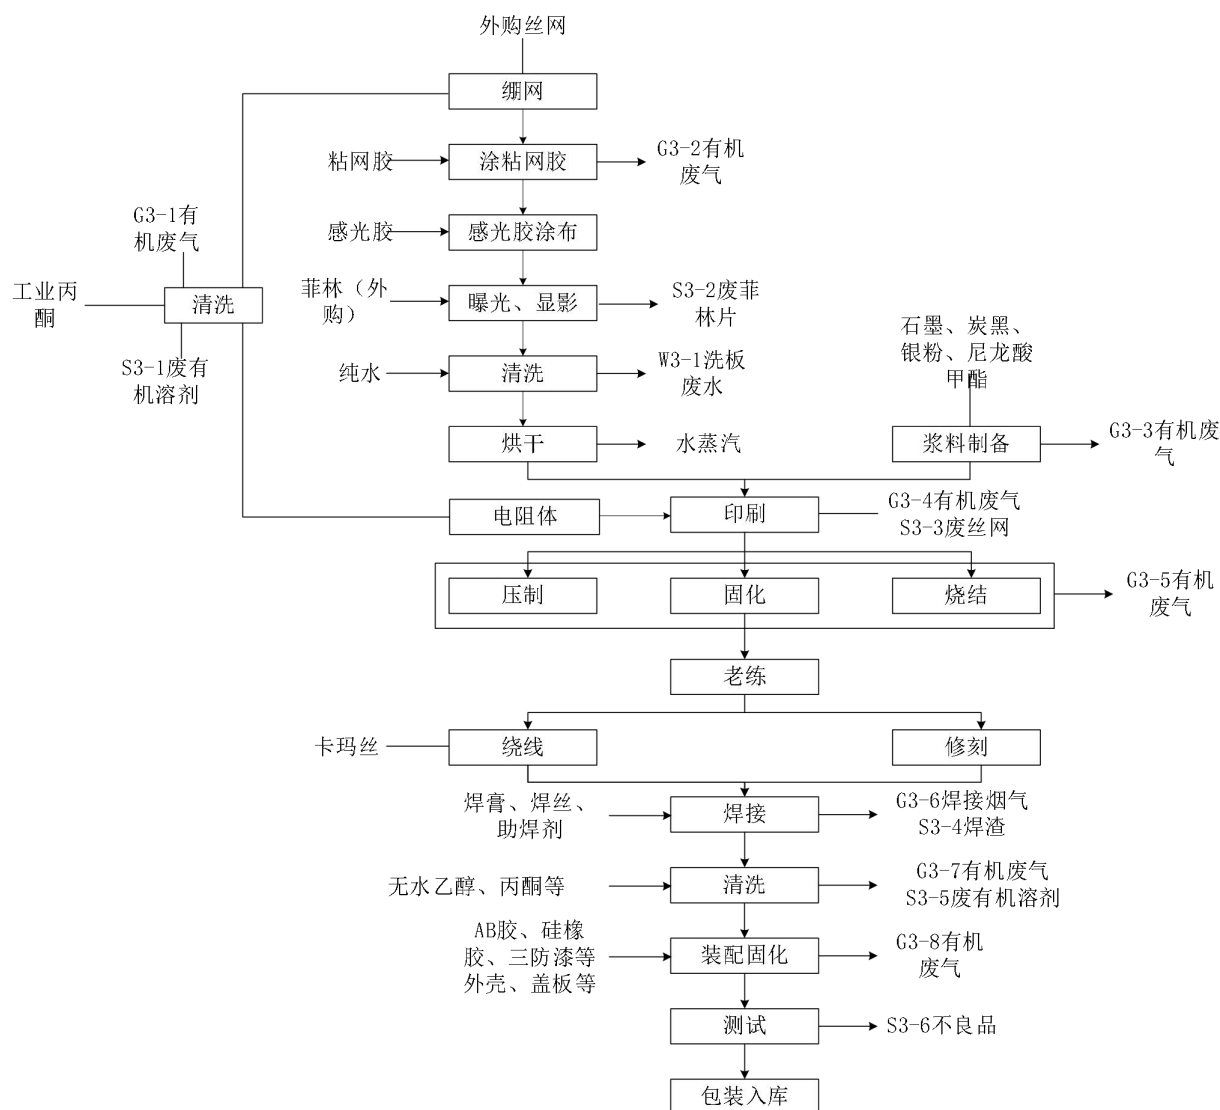 外购丝网
绷网
粘网胶
涂粘网胶
G3-2有机
废气
G3-1有
机废气
感光胶
感光胶涂布
工业丙
酮
清洗
菲林（外
购）
曝光、显影
S3-2废菲
林片
S3-1废有
机溶剂
纯水
清洗
W3-1洗板
废水
石墨、炭黑、
银粉、尼龙酸
甲酯
烘干
水蒸汽
浆料制备
G3-3有机废
气
电阻体
印刷
G3-4有机废气
S3-3废丝网
压制
固化
烧结
G3-5有机
废气
老练
卡玛丝
绕线
修刻
焊膏、焊丝、
助焊剂
焊接
G3-6焊接烟气
S3-4焊渣
无水乙醇、丙酮等
清洗
G3-7有机废气
S3-5废有机溶剂
AB胶、硅橡
胶、三防漆等
外壳、盖板等
装配固化
G3-8有机
废气
测试
S3-6不良品
包装入库